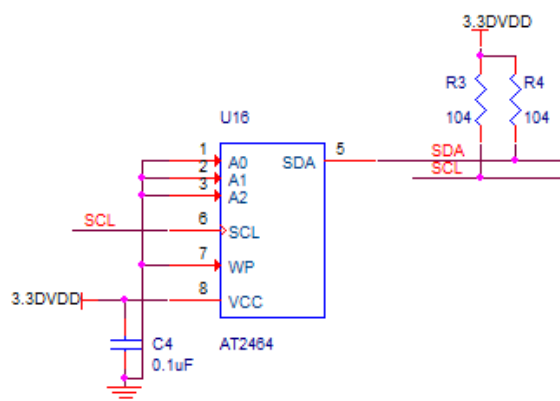 3.3DVDD
R3
R4
104
104
U16
1
A0
SDA
5
SDA
2
A1
SCL
3
A2
SCL
6
SCL
7
WP
3.3DVDD
8
VCC
C4
0.1uF
AT2464